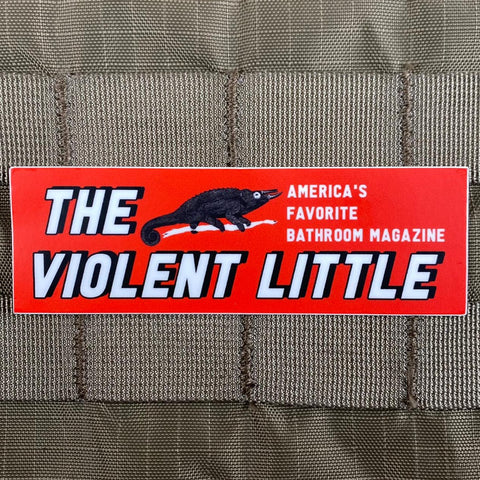 THE
AMERICA'S
FAVORITE
BATHROOM MAGAZINE
VIOLENT LITTLE